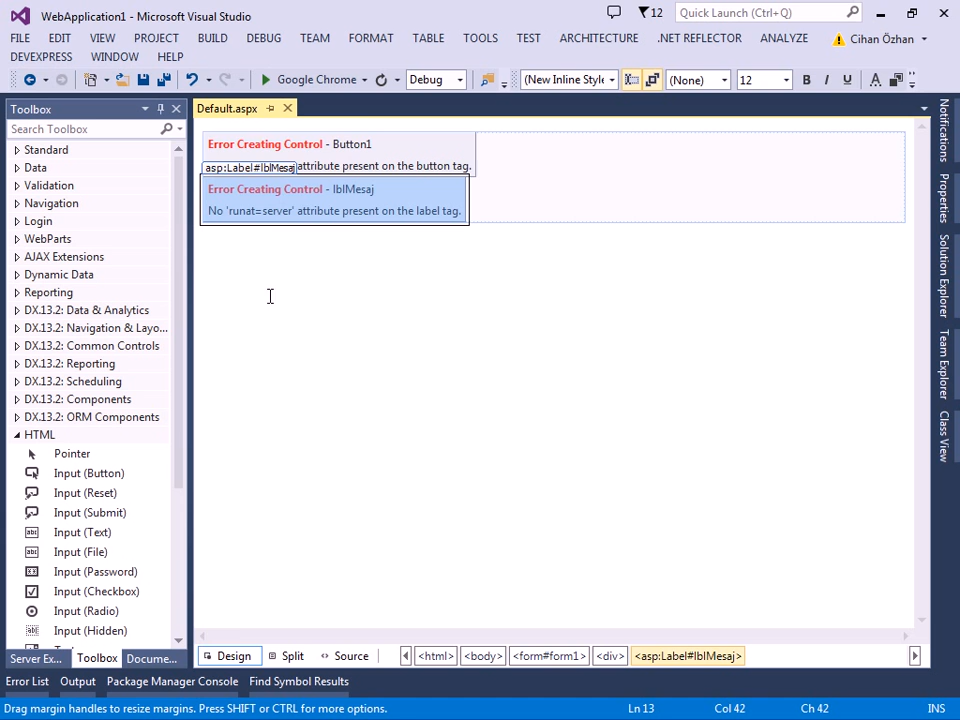 WebApplication1 - Microsoft Visual Studio
12
Quick Launch (Ctrl+Q)
FILE EDIT VIEW PROJECT BUILD DEBUG TEAM FORMAT TABLE TOOLS TEST ARCHITECTURE .NET REFLECTOR ANALYZE
Cihan Özhan
DEVEXPRESS WINDOW HELP
Google Chrome
Debug
(New Inline Style
(None)
12
B I U A
Toolbox
Default.aspx
Search Toolbox
Standard
Data
Validation
Navigation
Login
WebParts
AJAX Extensions
Dynamic Data
Reporting
DX.13.2: Data & Analytics
DX.13.2: Navigation & Layo...
DX.13.2: Common Controls
DX.13.2: Reporting
DX.13.2: Scheduling
DX.13.2: Components
DX.13.2: ORM Components
HTML
Pointer
Input (Button)
Input (Reset)
Input (Submit)
Input (Text)
Input (File)
Input (Password)
Input (Checkbox)
Input (Radio)
Input (Hidden)
Error Creating Control - Button1
asp:Label#lblMesaj attribute present on the button tag.
Error Creating Control - lblMesaj
No 'runat=server' attribute present on the label tag.
Notifications
Properties
Solution Explorer
Team Explorer
Class View
Server Ex... Toolbox Docume...
Design Split Source
<html> <body> <form#form1> <div> <asp:Label#lblMesaj>
Error List Output Package Manager Console Find Symbol Results
Drag margin handles to resize margins. Press SHIFT or CTRL for more options.
Ln 13 Col 42 Ch 42 INS